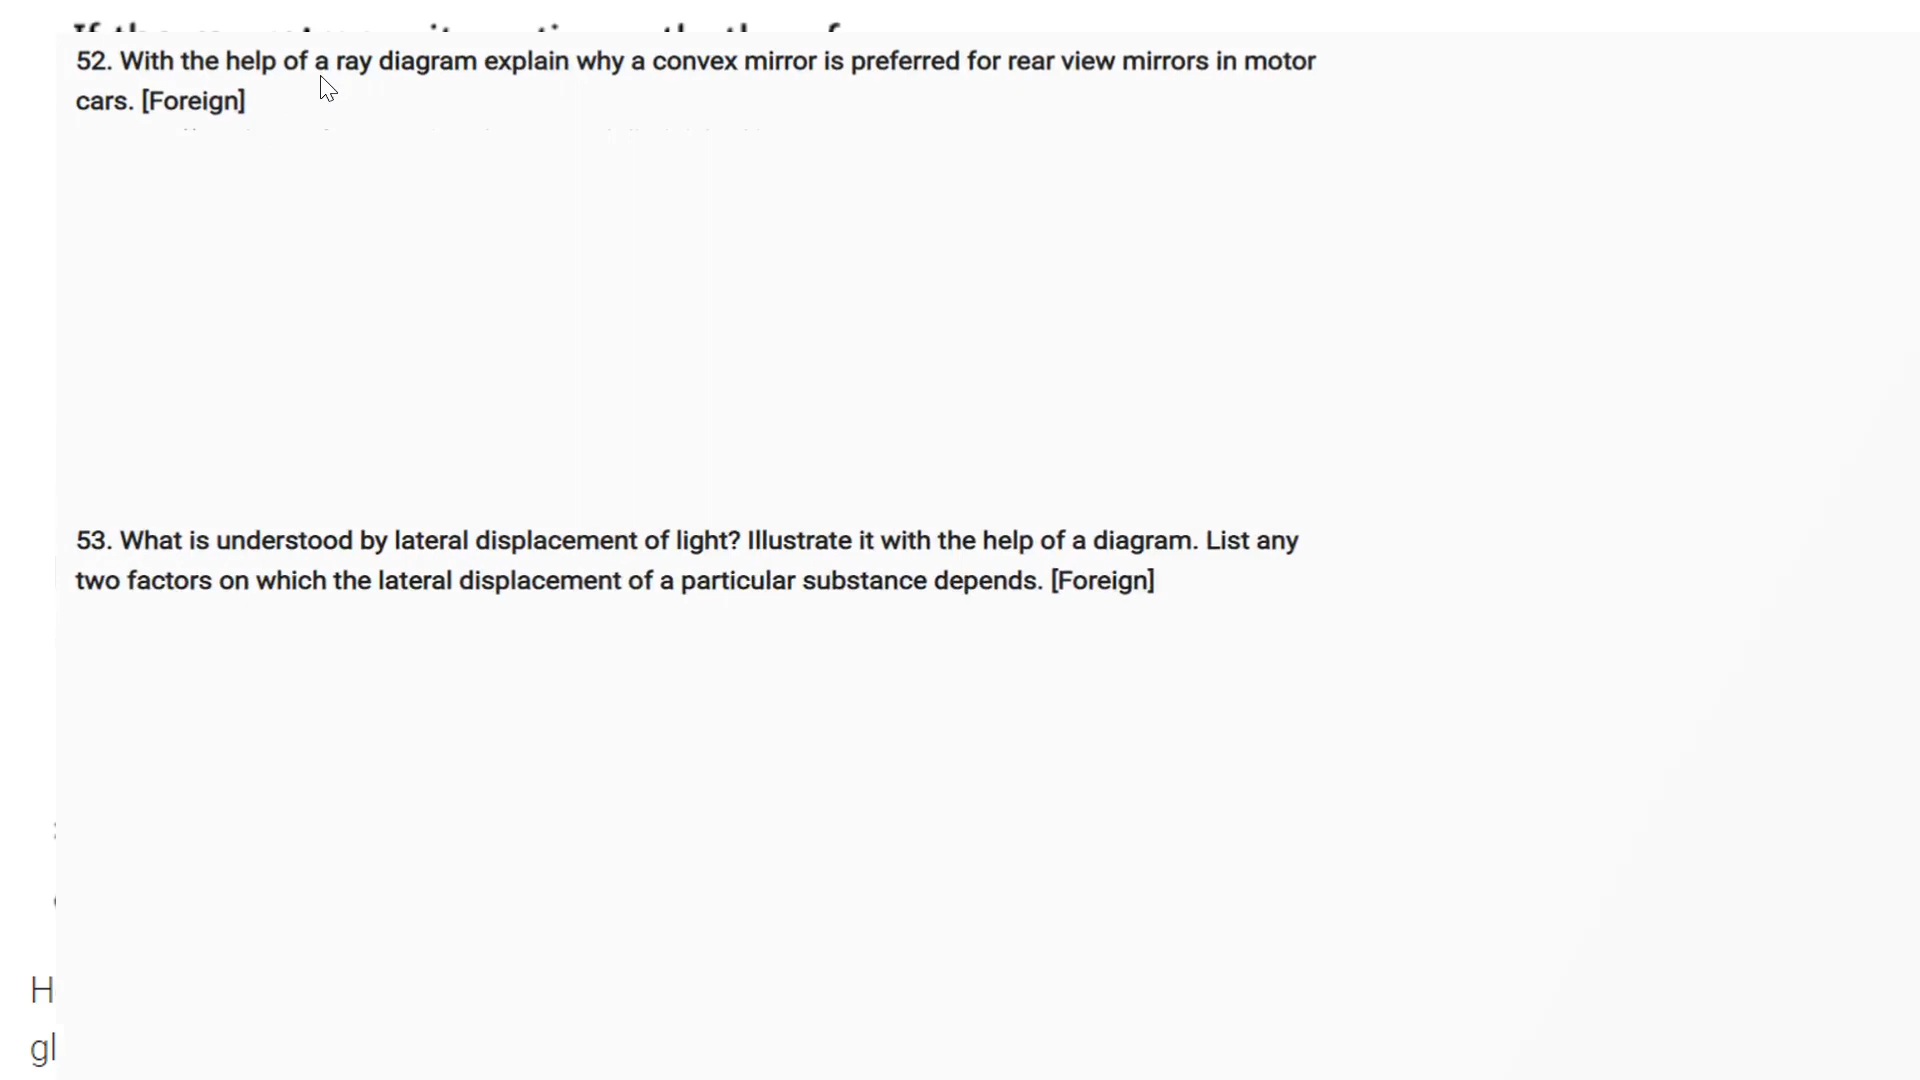 52. With the help of a ray diagram explain why a convex mirror is preferred for rear view mirrors in motor
cars. [Foreign]
53. What is understood by lateral displacement of light? Illustrate it with the help of a diagram. List any
two factors on which the lateral displacement of a particular substance depends. [Foreign]
H
gl